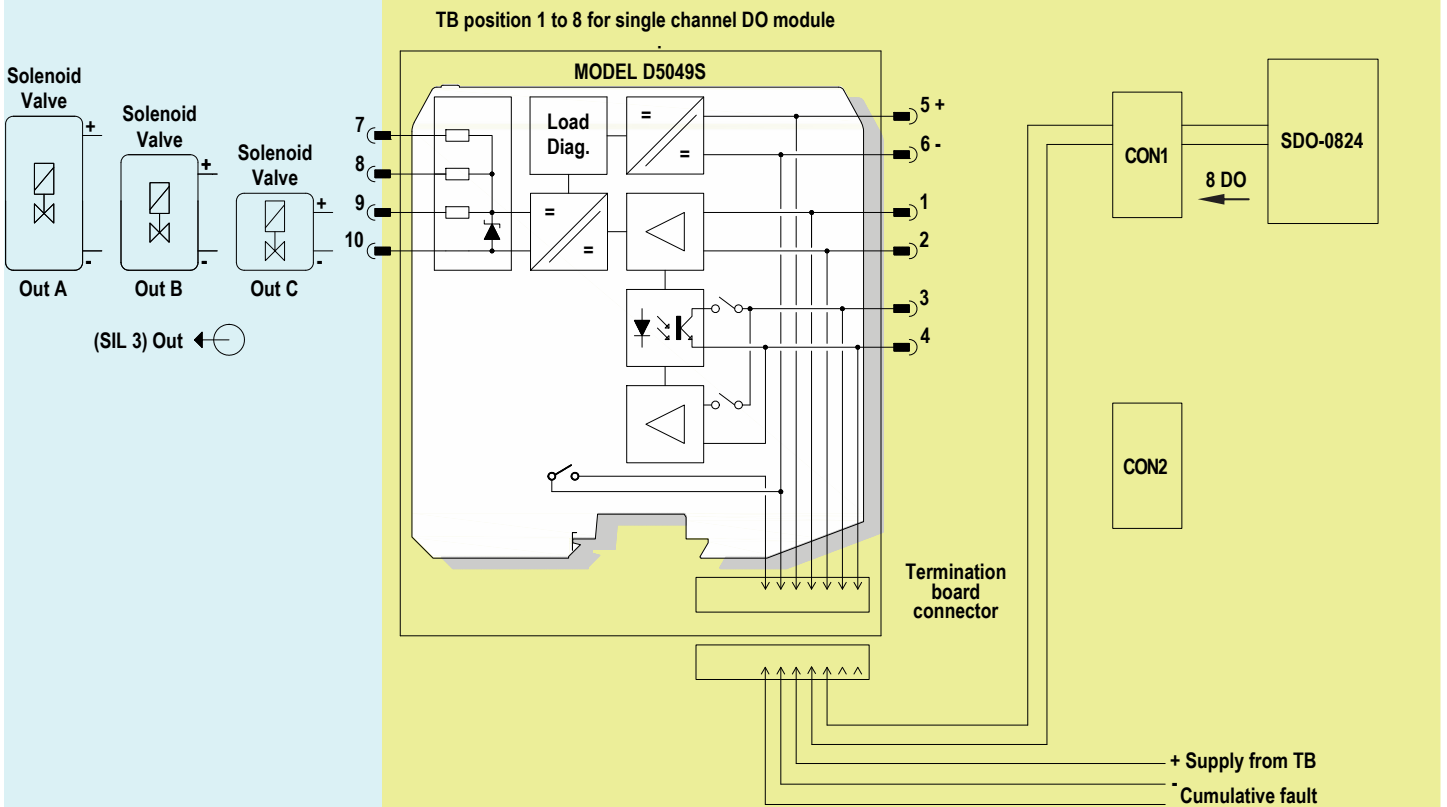 TB position 1 to 8 for single channel DO module
MODEL D5049S
Solenoid
Valve
+
-
Out A
Solenoid
Valve
+
-
Out B
Solenoid
Valve
+
-
Out C
(SIL 3) Out
7
8
9
10
Load
Diag.
=
=
=
=
5 +
6 -
1
2
3
4
CON1
8 DO
SDO-0824
CON2
Termination
board
connector
+ Supply from TB
-
Cumulative fault